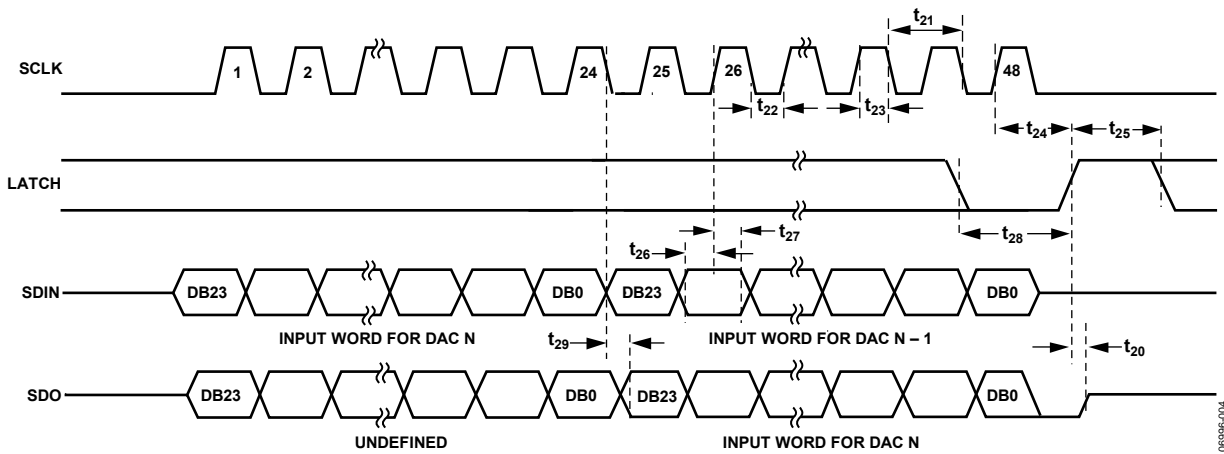 t21
SCLK
1
2
24
25
26
48
t22
t23
t24
t25
LATCH
t28
t27
t26
SDIN
DB23
DB0
DB23
DB0
INPUT WORD FOR DAC N
INPUT WORD FOR DAC N – 1
t29
t20
SDO
DB23
DB0
DB23
DB0
UNDEFINED
INPUT WORD FOR DAC N
06996-004